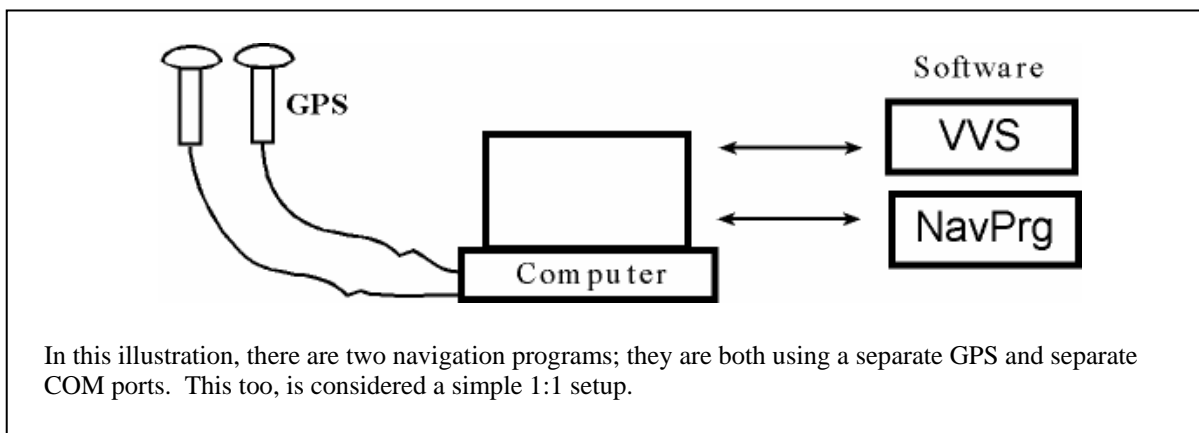 Software
GPS
VVS
NavPrg
Computer
In this illustration, there are two navigation programs; they are both using a separate GPS and separate
COM ports.  This too, is considered a simple 1:1 setup.